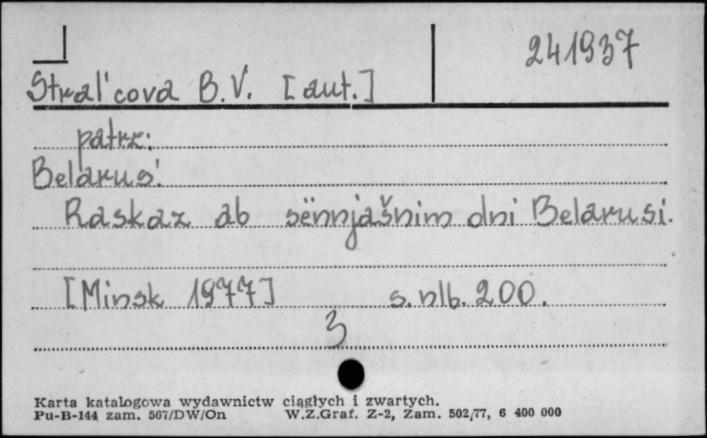 241937
Stral'cova B.V. [aut.]
patrz:
Belarus'.
Raskaz ab sënnjašnim dni Belarusi.
[Minsk 1977] s. nlb. 200.
3
Karta katalogowa wydawnictw ciągłych i zwartych.
Pu-B-144 zam. 567/DW/On W.Z.Graf. Z-2, Zam. 502/77, 6 400 000